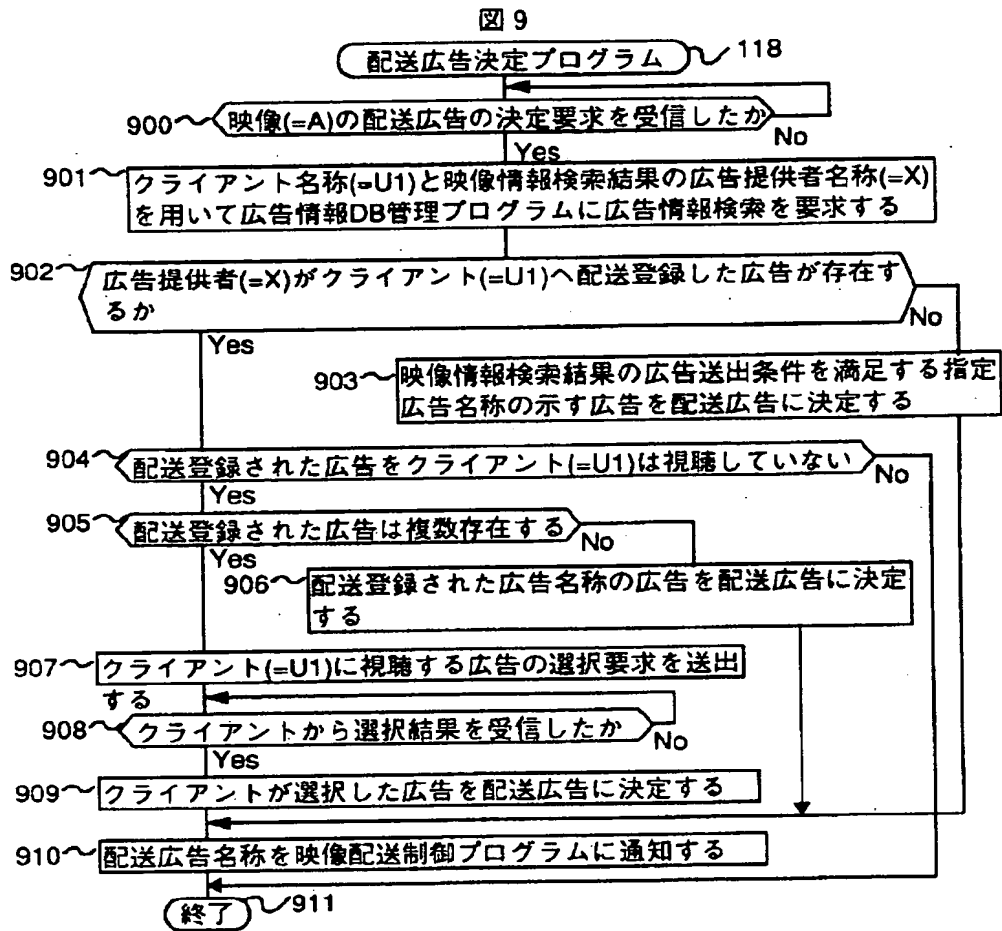 図9
配送広告決定プログラム
118
900
映像(=A)の配送広告の決定要求を受信したか
No
Yes
901
クライアント名称(=U1)と映像情報検索結果の広告提供者名称(=X)
を用いて広告情報DB管理プログラムに広告情報検索を要求する
902
広告提供者(=X)がクライアント(=U1)へ配送登録した広告が存在す
るか
No
Yes
903
映像情報検索結果の広告送出条件を満足する指定
広告名称の示す広告を配送広告に決定する
904
配送登録された広告をクライアント(=U1)は視聴していない
No
Yes
905
配送登録された広告は複数存在する
No
Yes
906
配送登録された広告名称の広告を配送広告に決定
する
907
クライアント(=U1)に視聴する広告の選択要求を送出
する
908
クライアントから選択結果を受信したか
No
Yes
909
クライアントが選択した広告を配送広告に決定する
910
配送広告名称を映像配送制御プログラムに通知する
終了
911